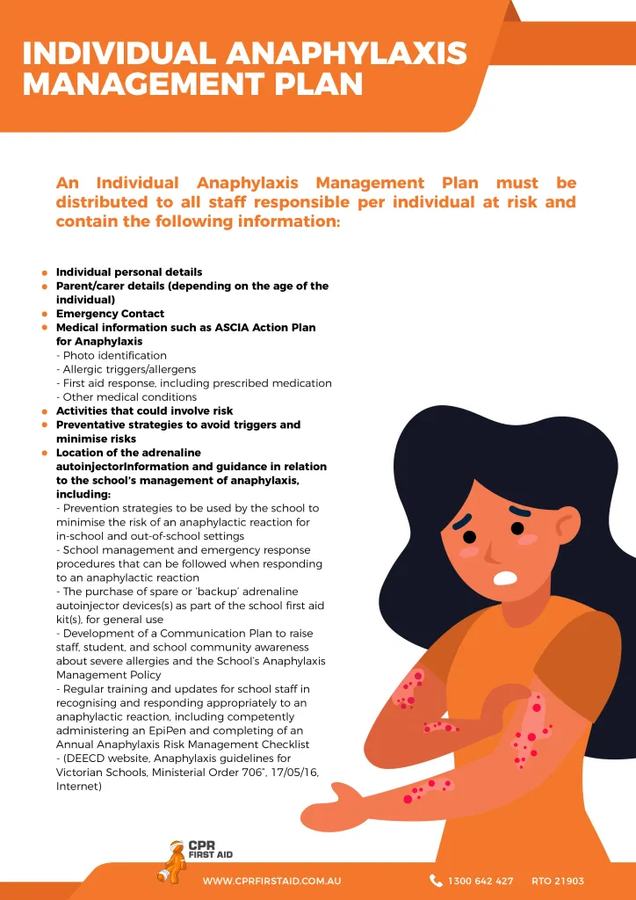 INDIVIDUAL ANAPHYLAXIS
MANAGEMENT PLAN
An Individual Anaphylaxis Management Plan must be
distributed to all staff responsible per individual at risk and
contain the following information:
Individual personal details
Parent/carer details (depending on the age of the
individual)
Emergency Contact
Medical information such as ASCIA Action Plan
for Anaphylaxis
- Photo identification
- Allergic triggers/allergens
- First aid response, including prescribed medication
- Other medical conditions
Activities that could involve risk
Preventative strategies to avoid triggers and
minimise risks
Location of the adrenaline
autoinjectorInformation and guidance in relation
to the school's management of anaphylaxis,
including:
- Prevention strategies to be used by the school to
minimise the risk of an anaphylactic reaction for
in-school and out-of-school settings
- School management and emergency response
procedures that can be followed when responding
to an anaphylactic reaction
- The purchase of spare or 'backup' adrenaline
autoinjector devices(s) as part of the school first aid
kit(s), for general use
- Development of a Communication Plan to raise
staff, student, and school community awareness
about severe allergies and the School's Anaphylaxis
Management Policy
- Regular training and updates for school staff in
recognising and responding appropriately to an
anaphylactic reaction, including competently
administering an EpiPen and completing of an
Annual Anaphylaxis Risk Management Checklist
- (DEECD website, Anaphylaxis guidelines for
Victorian Schools, Ministerial Order 706", 17/05/16,
Internet)
CPR
FIRST AID
WWW.CPRFIRSTAID.COM.AU
1300 642 427 RTO 21903